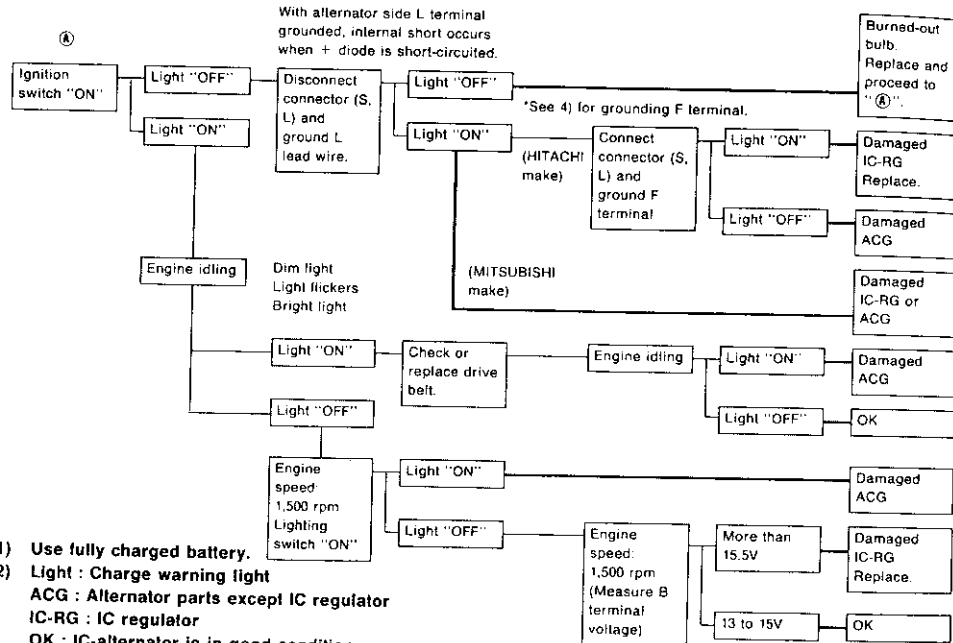 With alternator side L terminal
grounded, internal short occurs
when + diode is short-circuited.
Ⓐ
Ignition
switch "ON"
Light "OFF"
Light "ON"
Disconnect
connector (S,
L) and
ground L
lead wire.
Light "OFF"
Burned-out
bulb.
Replace and
proceed to
"Ⓐ".
*See 4) for grounding F terminal.
Light "ON"
(HITACHI
make)
Connect
connector (S,
L) and
ground F
terminal
Light "ON"
Damaged
IC-RG
Replace.
Light "OFF"
Damaged
ACG
(MITSUBISHI
make)
Damaged
IC-RG or
ACG
Engine idling
Dim light
Light flickers
Bright light
Light "ON"
Check or
replace drive
belt.
Engine idling
Light "ON"
Damaged
ACG
Light "OFF"
OK
Light "OFF"
Engine
speed:
1,500 rpm
Lighting
switch "ON"
Light "ON"
Damaged
ACG
Light "OFF"
Engine
speed:
1,500 rpm
(Measure B
terminal
voltage)
More than
15.5V
Damaged
IC-RG
Replace.
13 to 15V
OK
1) Use fully charged battery.
2) Light : Charge warning light
ACG : Alternator parts except IC regulator
IC-RG : IC regulator
OK : IC-alternator is in good condition